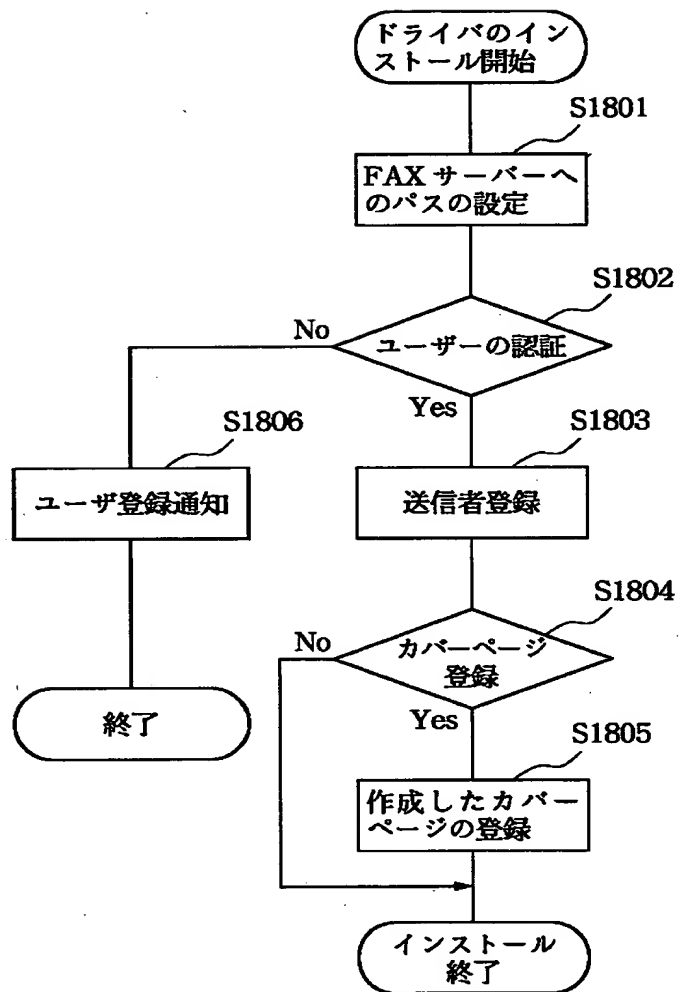 ドライバのイン
ストール開始
S1801
FAXサーバーへ
のパスの設定
S1802
No
ユーザーの認証
Yes
S1806
S1803
ユーザ登録通知
送信者登録
S1804
No
カバーページ
登録
終了
Yes
S1805
作成したカバー
ページの登録
インストール
終了